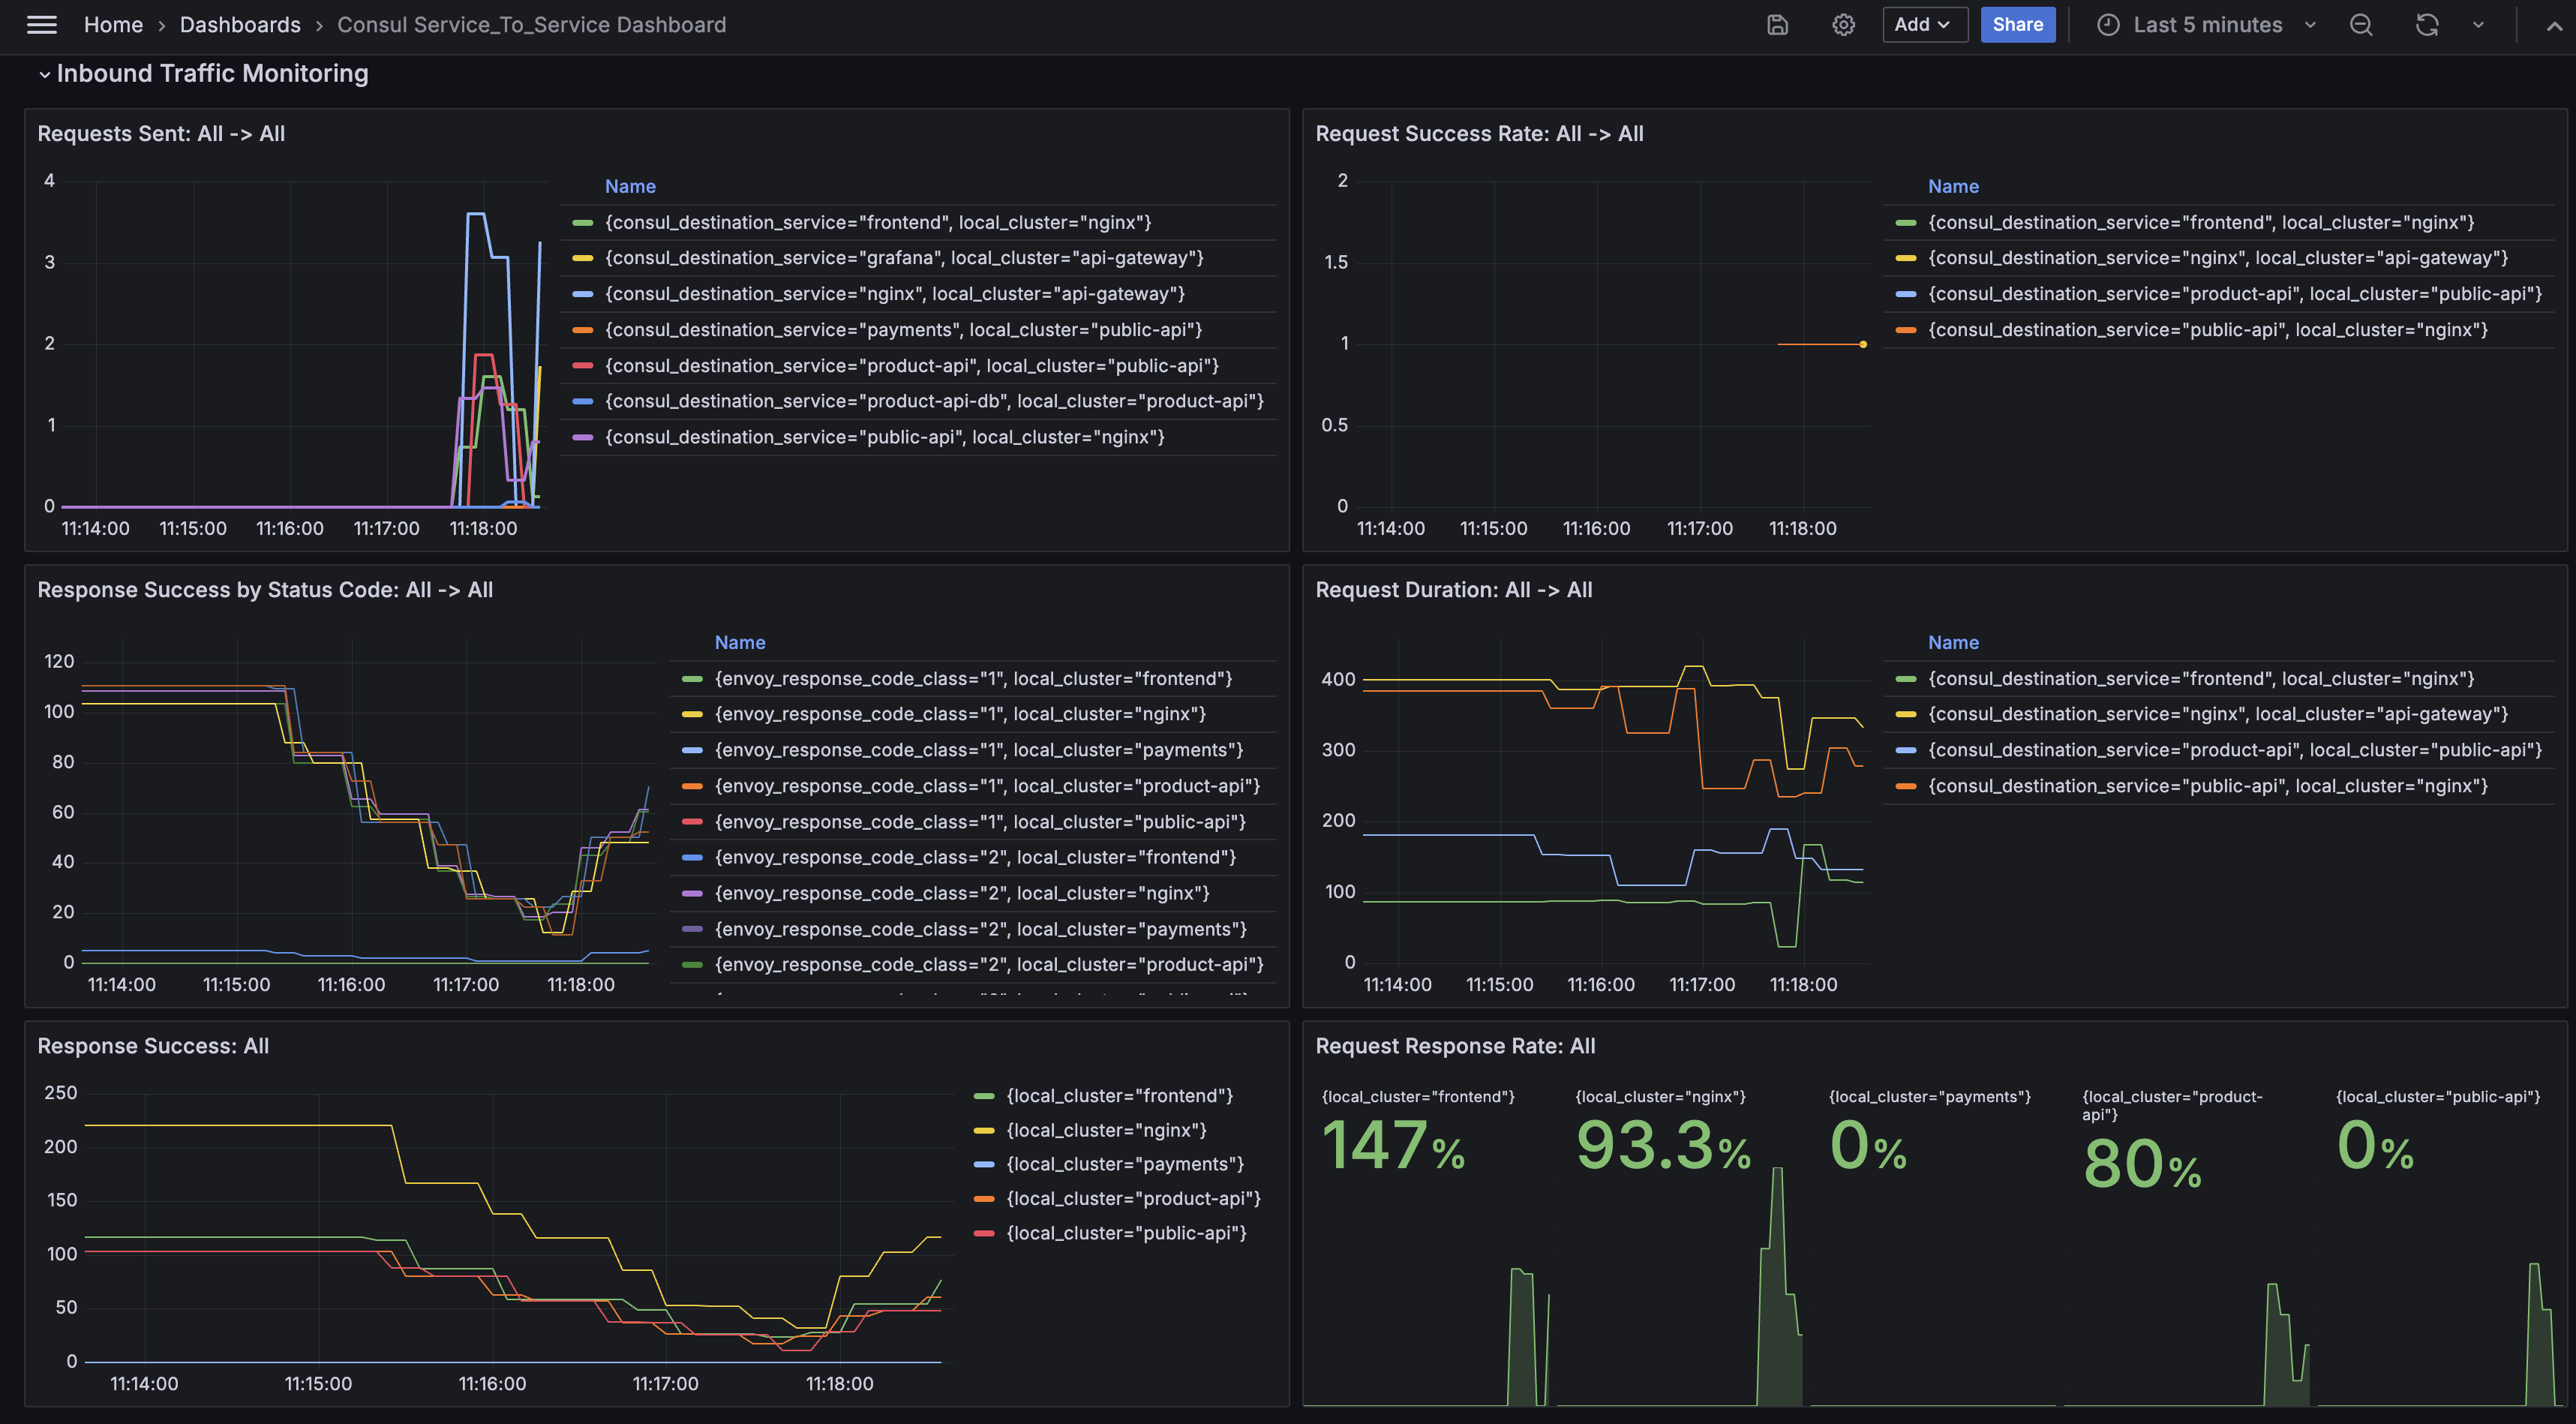 Home › Dashboards › Consul Service_To_Service Dashboard
Add
Share
Last 5 minutes
Inbound Traffic Monitoring
Requests Sent: All -> All
4
3
2
1
0
11:14:00 11:15:00 11:16:00 11:17:00 11:18:00
Name
{consul_destination_service="frontend", local_cluster="nginx"}
{consul_destination_service="grafana", local_cluster="api-gateway"}
{consul_destination_service="nginx", local_cluster="api-gateway"}
{consul_destination_service="payments", local_cluster="public-api"}
{consul_destination_service="product-api", local_cluster="public-api"}
{consul_destination_service="product-api-db", local_cluster="product-api"}
{consul_destination_service="public-api", local_cluster="nginx"}
Request Success Rate: All -> All
2
1.5
1
0.5
0
11:14:00 11:15:00 11:16:00 11:17:00 11:18:00
Name
{consul_destination_service="frontend", local_cluster="nginx"}
{consul_destination_service="nginx", local_cluster="api-gateway"}
{consul_destination_service="product-api", local_cluster="public-api"}
{consul_destination_service="public-api", local_cluster="nginx"}
Response Success by Status Code: All -> All
120
100
80
60
40
20
0
11:14:00 11:15:00 11:16:00 11:17:00 11:18:00
Name
{envoy_response_code_class="1", local_cluster="frontend"}
{envoy_response_code_class="1", local_cluster="nginx"}
{envoy_response_code_class="1", local_cluster="payments"}
{envoy_response_code_class="1", local_cluster="product-api"}
{envoy_response_code_class="1", local_cluster="public-api"}
{envoy_response_code_class="2", local_cluster="frontend"}
{envoy_response_code_class="2", local_cluster="nginx"}
{envoy_response_code_class="2", local_cluster="payments"}
{envoy_response_code_class="2", local_cluster="product-api"}
Request Duration: All -> All
400
300
200
100
0
11:14:00 11:15:00 11:16:00 11:17:00 11:18:00
Name
{consul_destination_service="frontend", local_cluster="nginx"}
{consul_destination_service="nginx", local_cluster="api-gateway"}
{consul_destination_service="product-api", local_cluster="public-api"}
{consul_destination_service="public-api", local_cluster="nginx"}
Response Success: All
250
200
150
100
50
0
11:14:00 11:15:00 11:16:00 11:17:00 11:18:00
{local_cluster="frontend"}
{local_cluster="nginx"}
{local_cluster="payments"}
{local_cluster="product-api"}
{local_cluster="public-api"}
Request Response Rate: All
{local_cluster="frontend"}
147%
{local_cluster="nginx"}
93.3%
{local_cluster="payments"}
0%
{local_cluster="product-
api"}
80%
{local_cluster="public-api"}
0%